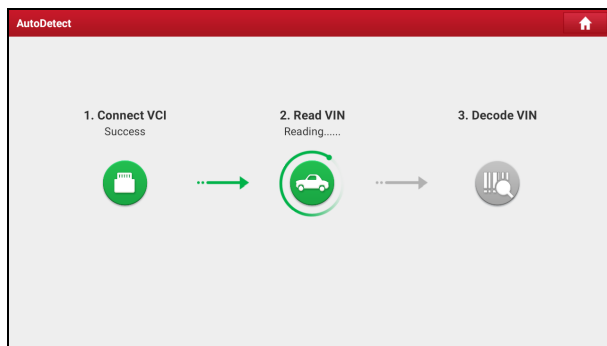 AutoDetect
1. Connect VCI
Success
2. Read VIN
Reading......
3. Decode VIN